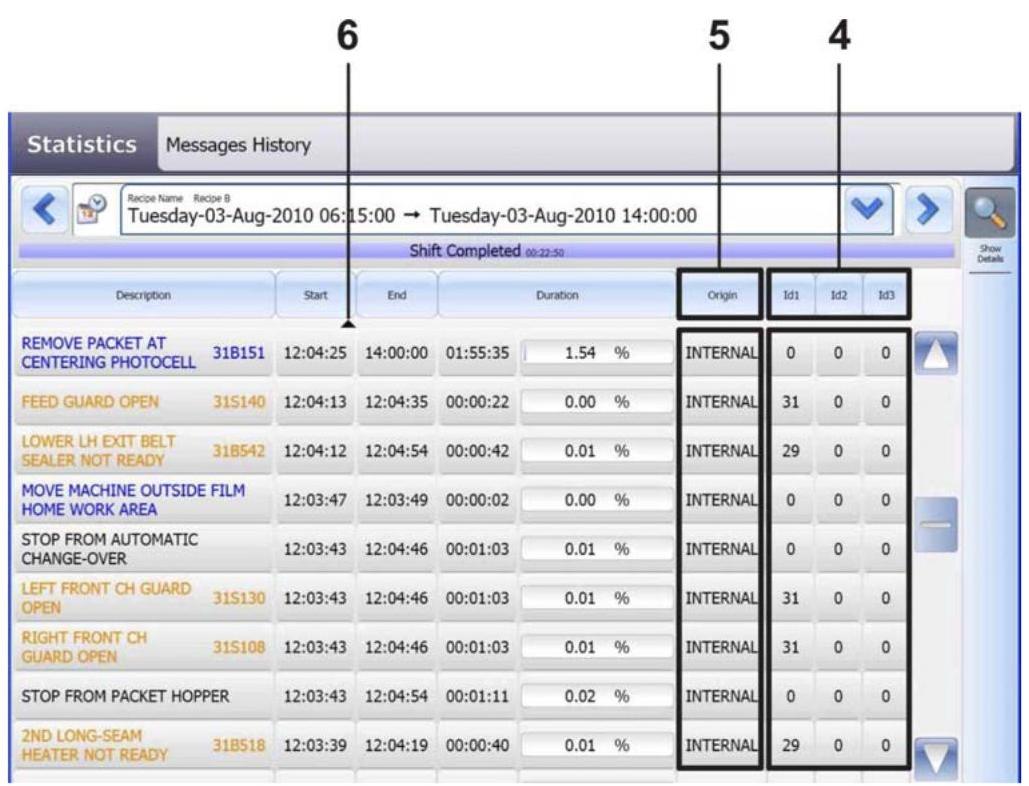 6 5 4
Statistics Messages History
Recipe Name Recipe B
Tuesday-03-Aug-2010 06:15:00 → Tuesday-03-Aug-2010 14:00:00
Shift Completed 00:22:50
Show
Details
Description Start End Duration Origin Id1 Id2 Id3
REMOVE PACKET AT
CENTERING PHOTOCELL 31B151 12:04:25 14:00:00 01:55:35 1.54 % INTERNAL 0 0 0
FEED GUARD OPEN 31S140 12:04:13 12:04:35 00:00:22 0.00 % INTERNAL 31 0 0
LOWER LH EXIT BELT
SEALER NOT READY 31B542 12:04:12 12:04:54 00:00:42 0.01 % INTERNAL 29 0 0
MOVE MACHINE OUTSIDE FILM
HOME WORK AREA 12:03:47 12:03:49 00:00:02 0.00 % INTERNAL 0 0 0
STOP FROM AUTOMATIC
CHANGE-OVER 12:03:43 12:04:46 00:01:03 0.01 % INTERNAL 0 0 0
LEFT FRONT CH GUARD
OPEN 31S130 12:03:43 12:04:46 00:01:03 0.01 % INTERNAL 31 0 0
RIGHT FRONT CH
GUARD OPEN 31S108 12:03:43 12:04:46 00:01:03 0.01 % INTERNAL 31 0 0
STOP FROM PACKET HOPPER 12:03:43 12:04:54 00:01:11 0.02 % INTERNAL 0 0 0
2ND LONG-SEAM
HEATER NOT READY 31B518 12:03:39 12:04:19 00:00:40 0.01 % INTERNAL 29 0 0